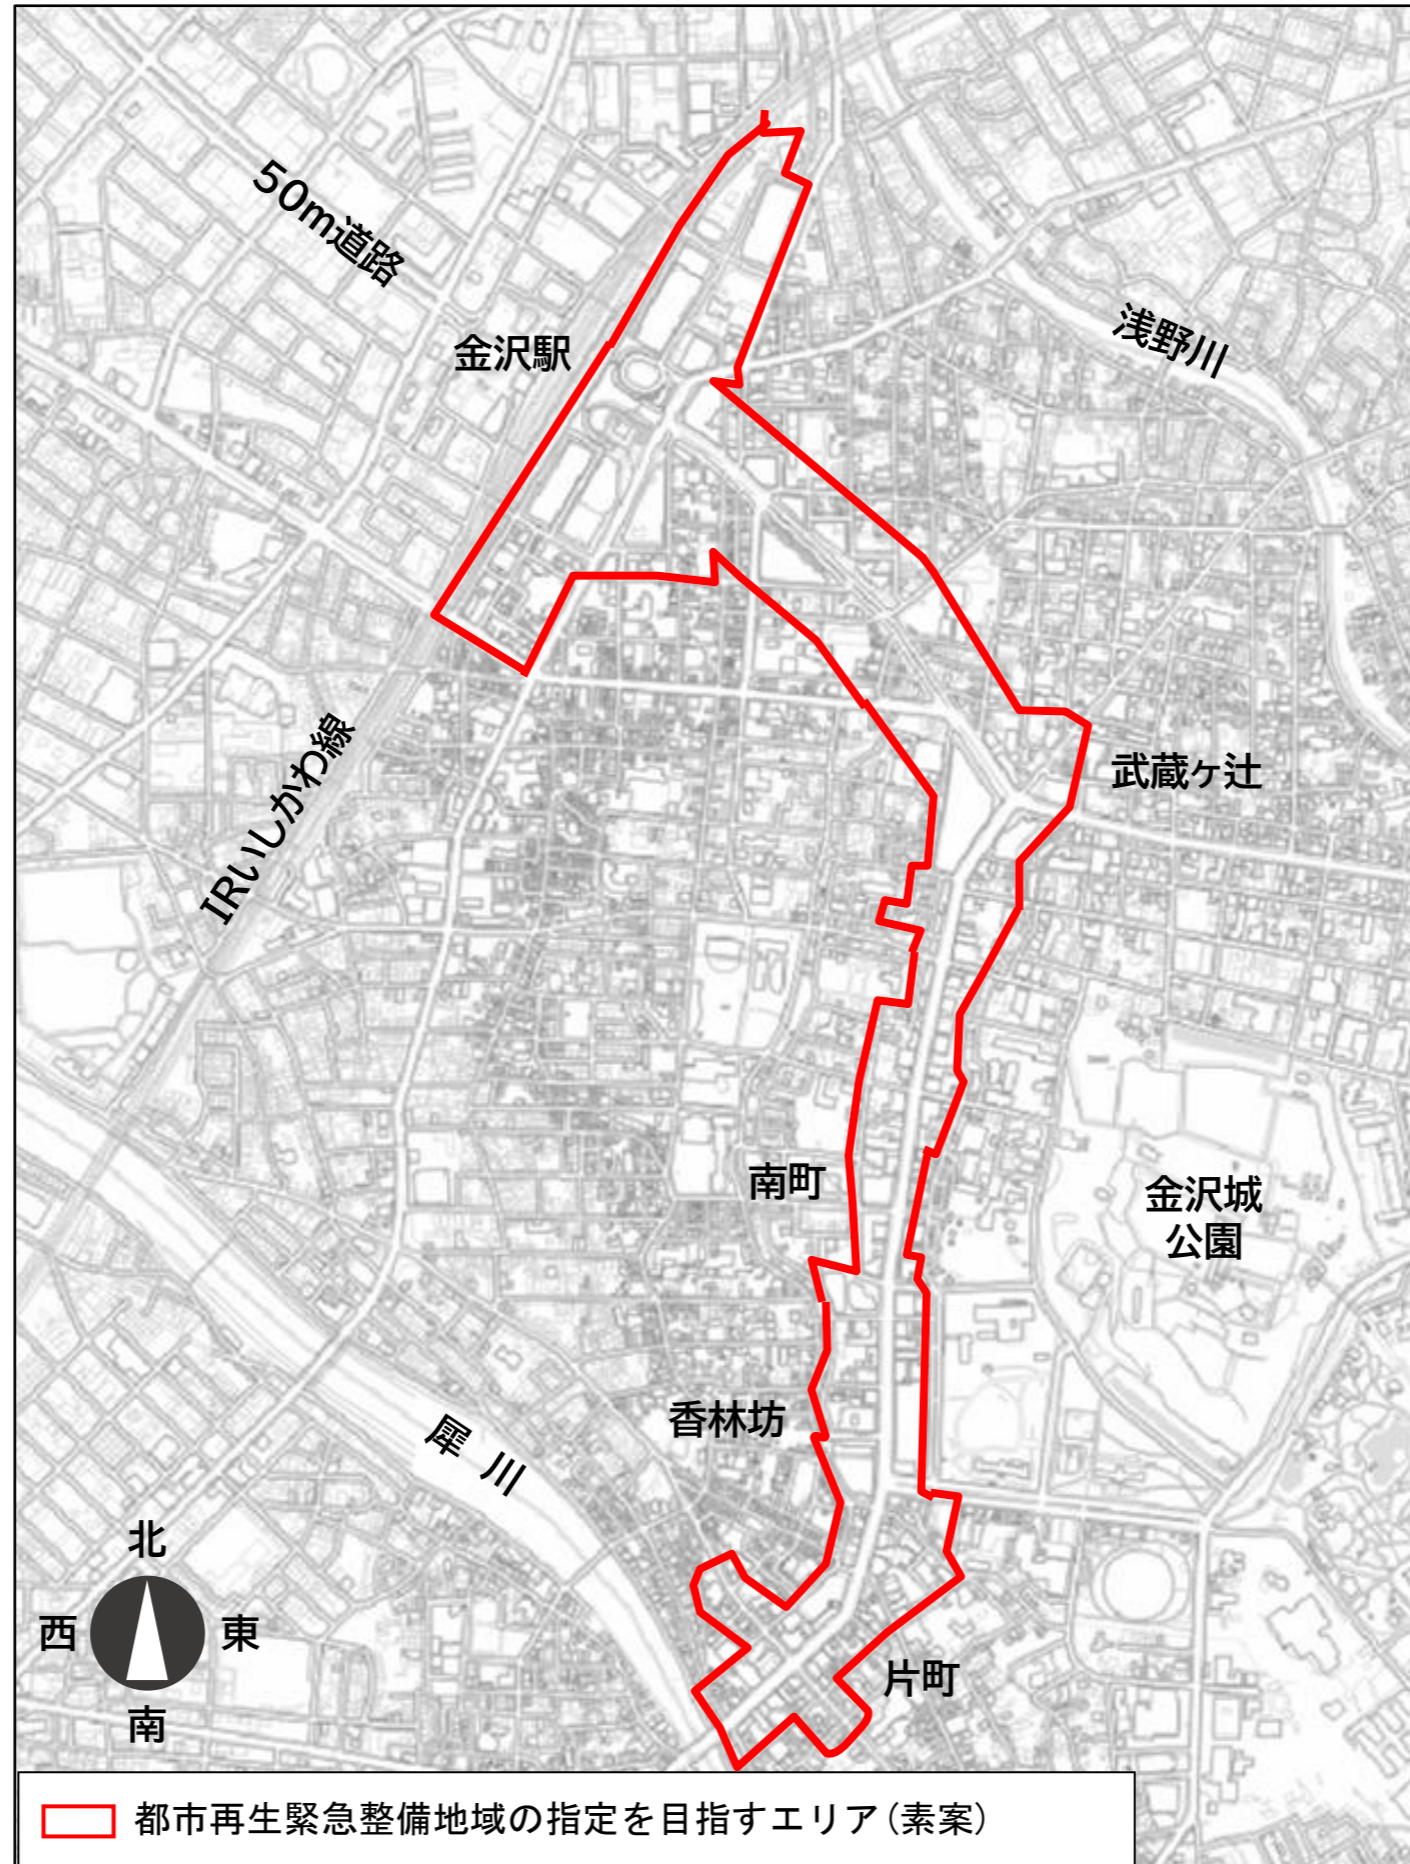 50m道路
金沢駅
浅野川
武蔵ヶ辻
IRいしかわ線
南町
金沢城
公園
香林坊
犀川
北
西
東
南
片町
都市再生緊急整備地域の指定を目指すエリア(素案)